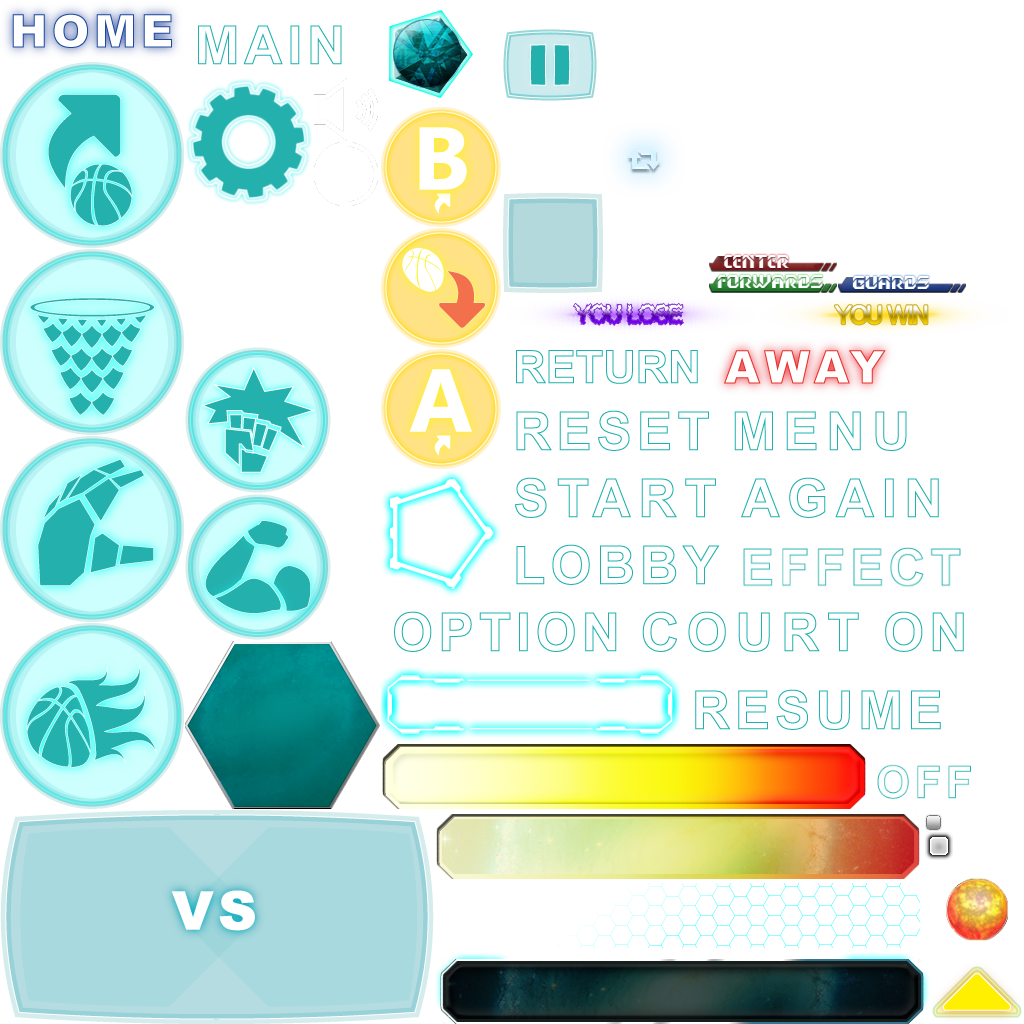 HOME
MAIN
B
CENTER
FORWARDS
GUARDS
YOU LOSE
YOU WIN
A
RETURN
AWAY
RESET MENU
START AGAIN
LOBBY
EFFECT
OPTION COURT ON
RESUME
OFF
VS